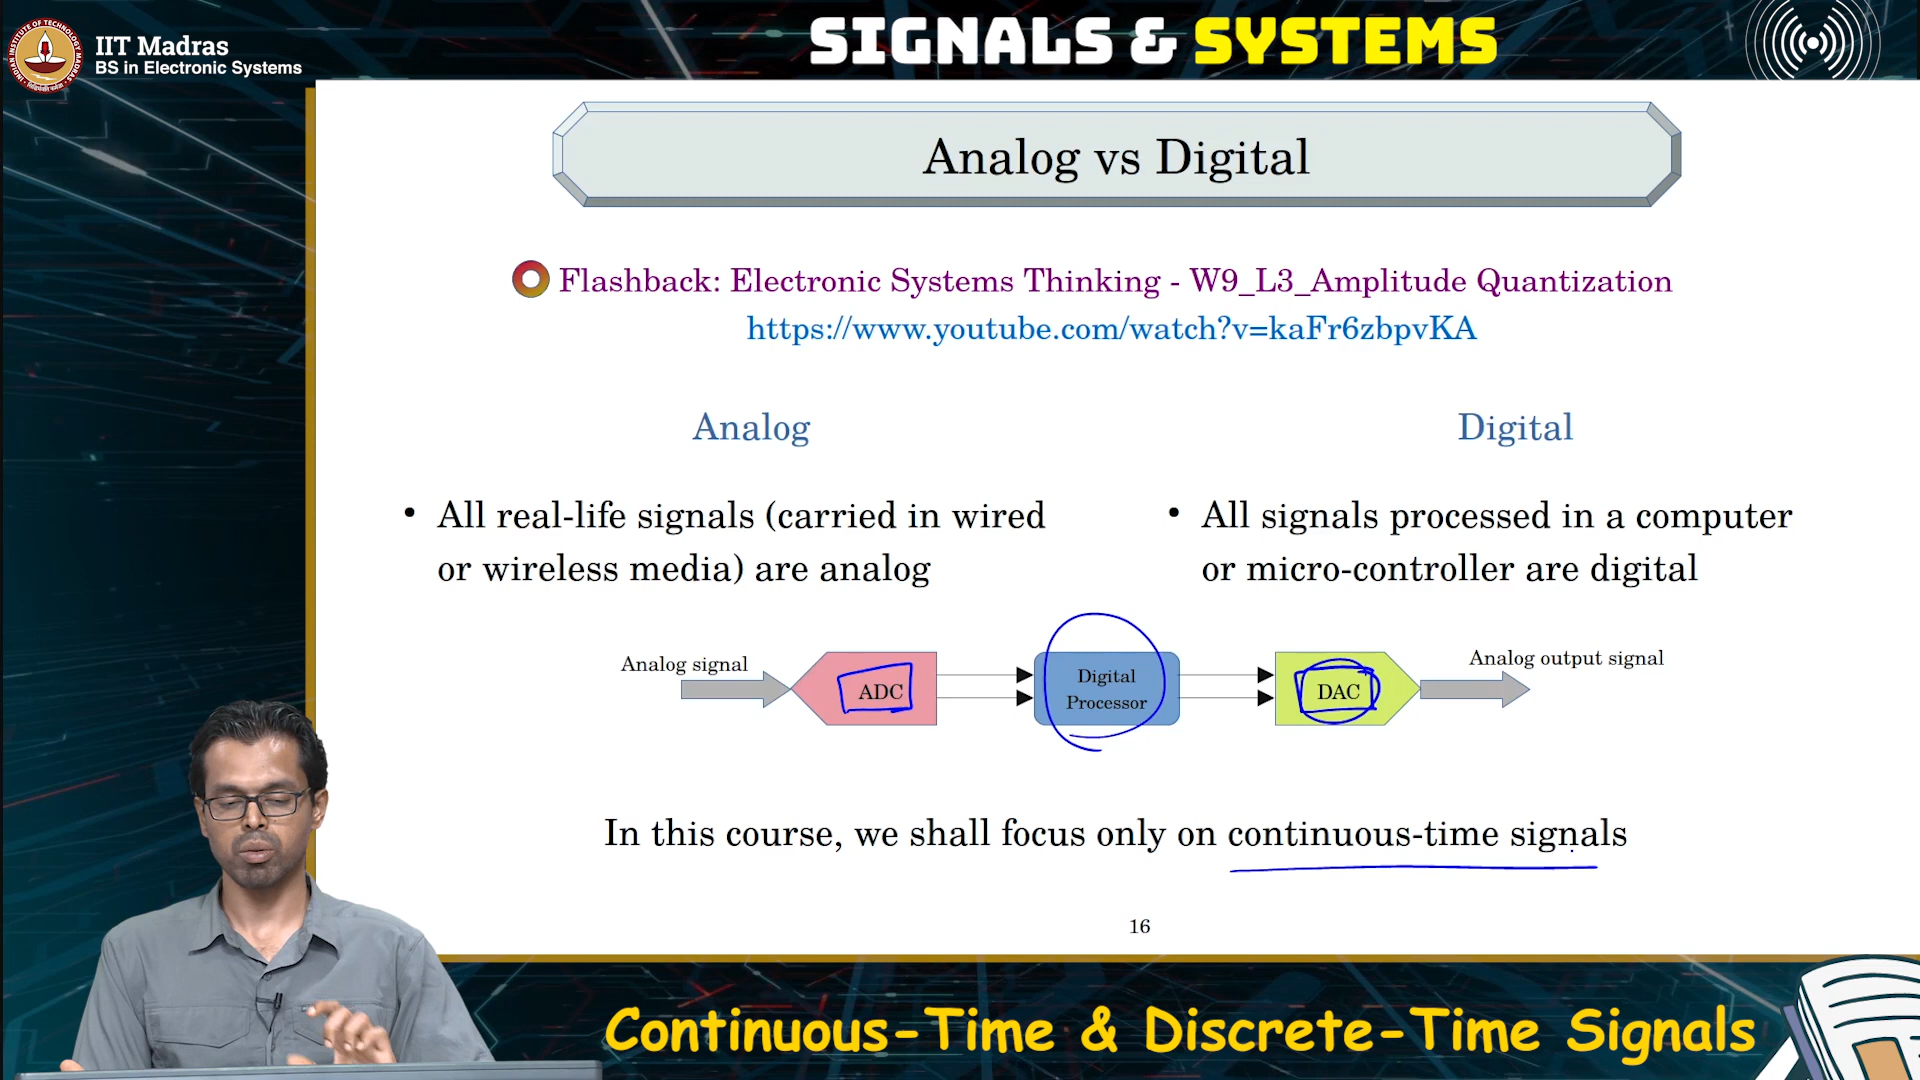 IIT Madras
BS in Electronic Systems
SIGNALS & SYSTEMS
Analog vs Digital
Flashback: Electronic Systems Thinking - W9_L3_Amplitude Quantization
https://www.youtube.com/watch?v=kaFr6zbpvKA
Analog
• All real-life signals (carried in wired
or wireless media) are analog
Digital
• All signals processed in a computer
or micro-controller are digital
Analog signal
ADC
Digital
Processor
DAC
Analog output signal
In this course, we shall focus only on continuous-time signals
16
Continuous-Time & Discrete-Time Signals